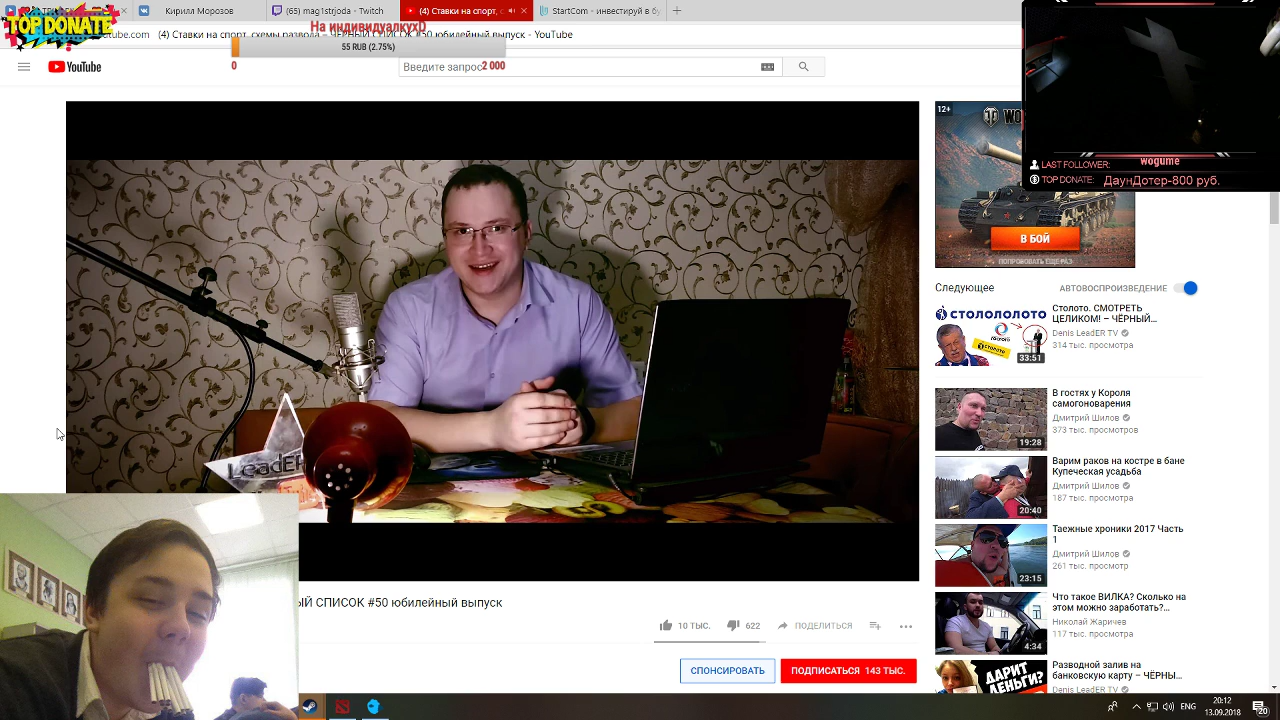 TOP DONATE
Кирилл Морозов
(65) mag1strjoda - Twitch
(4) Ставки на спорт,
StartCom — инвестируй в б
На индивидуалкухD
(4) Ставки на спорт, схемы развода - ЧЁРНЫЙ СПИСОК #50 юбилейный выпуск - YouTube
55 RUB (2.75%)
0
2 000
YouTube
Введите запрос
12+
LAST FOLLOWER:
wogume
TOP DONATE:
ДаунДотер-800 руб.
В БОЙ
ПОПРОБОВАТЬ ЕЩЕ РАЗ
Следующее
АВТОВОСПРОИЗВЕДЕНИЕ
СТОЛОЛОЛОТО
33:51
Столото. СМОТРЕТЬ
ЦЕЛИКОМ! – ЧЁРНЫЙ...
Denis LeadER TV
314 тыс. просмотра
19:28
В гостях у Короля
самогоноварения
Дмитрий Шилов
373 тыс. просмотров
20:40
Варим раков на костре в бане
Купеческая усадьба
Дмитрий Шилов
187 тыс. просмотра
23:15
Таежные хроники 2017 Часть
1
Дмитрий Шилов
261 тыс. просмотр
4:34
Что такое ВИЛКА? Сколько на
этом можно заработать?...
Николай Жаричев
117 тыс. просмотра
ДАРИТ
ДЕНЬГИ?
Разводной залив на
банковскую карту – ЧЁРНЫ...
Denis LeadER TV
LeadER
СПИСОК #50 юбилейный выпуск
10 ТЫС.
622
ПОДЕЛИТЬСЯ
СПОНСИРОВАТЬ
ПОДПИСАТЬСЯ 143 ТЫС.
ENG
20:12
13.09.2018
20